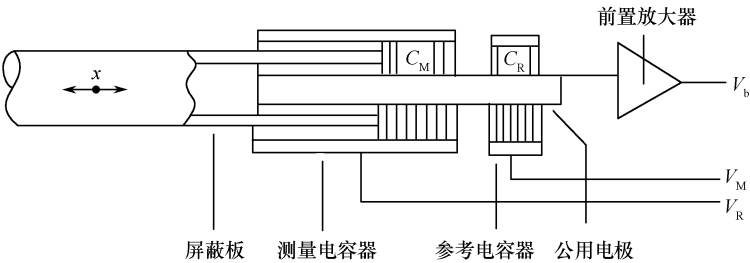 前置放大器
x
C_M
C_R
V_b
V_M
V_R
屏蔽板
测量电容器
参考电容器
公用电极